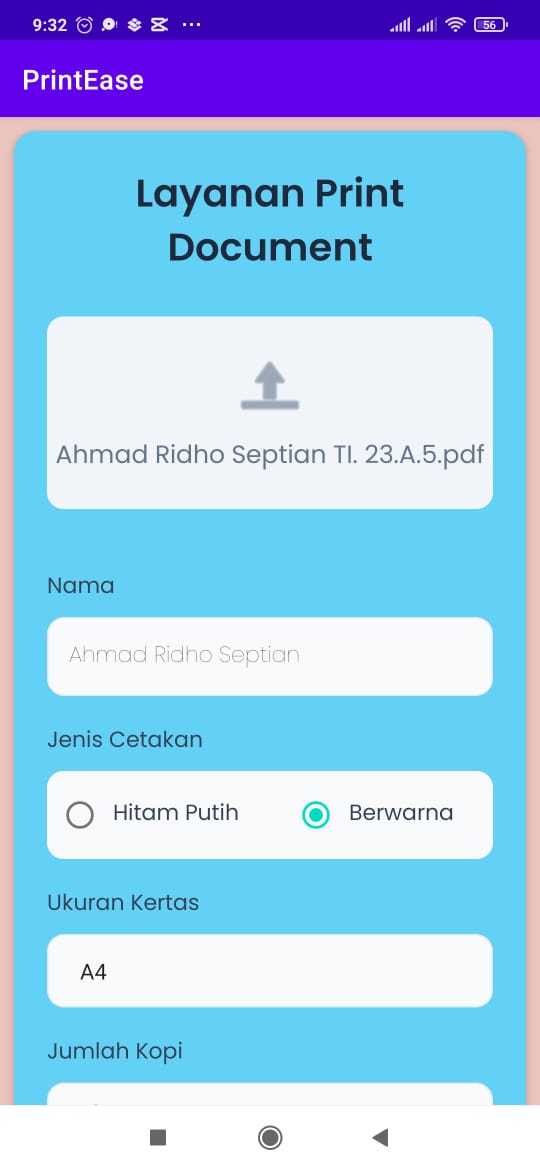 9:32
56
PrintEase
Layanan Print
Document
Ahmad Ridho Septian TI. 23.A.5.pdf
Nama
Ahmad Ridho Septian
Jenis Cetakan
Hitam Putih
Berwarna
Ukuran Kertas
A4
Jumlah Kopi